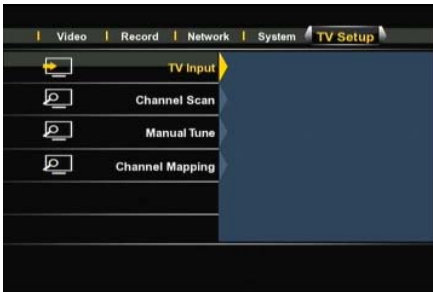 Video Record Network System TV Setup
TV Input
Channel Scan
Manual Tune
Channel Mapping